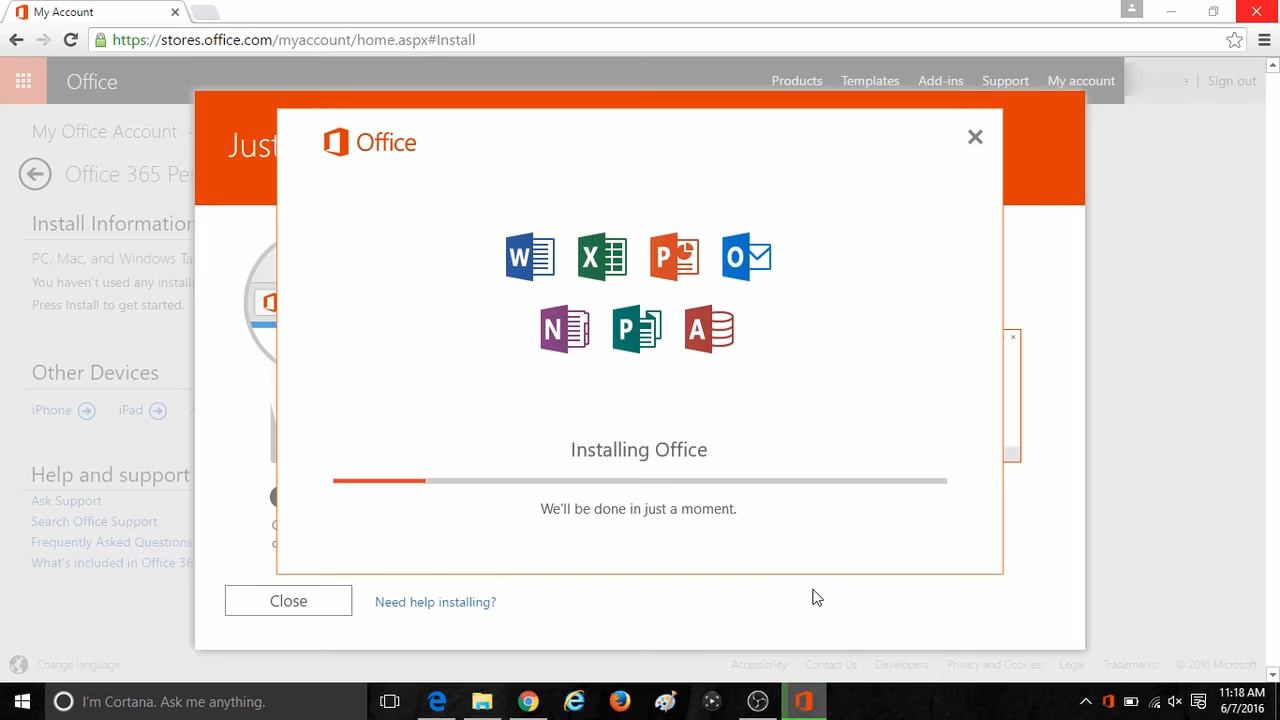 My Account
https://stores.office.com/myaccount/home.aspx#Install
Office
Products
Templates
Add-ins
Support
My account
Sign out
My Office Account
Office 365
Install Information
PC, Mac, and Windows
You haven't used any
Press Install to get started.
Other Devices
iPhone
iPad
Help and support
Ask Support
Search Office Support
Frequently Asked Questions
What's included in Office
Just
Office
W
X
P
O
N
P
A
Installing Office
We'll be done in just a moment.
Close
Need help installing?
Change language
Accessibility
Contact Us
Developers
Privacy and Cookies
Legal
Trademarks
© 2016 Microsoft
I'm Cortana. Ask me anything.
11:18 AM
6/7/2016